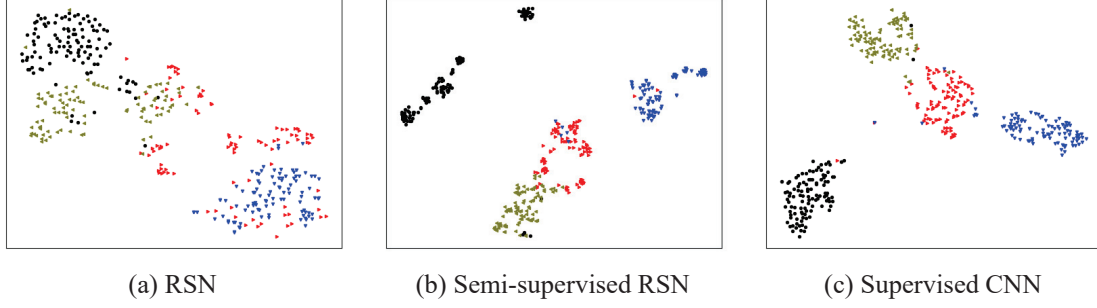 (a) RSN
(b) Semi-supervised RSN
(c) Supervised CNN